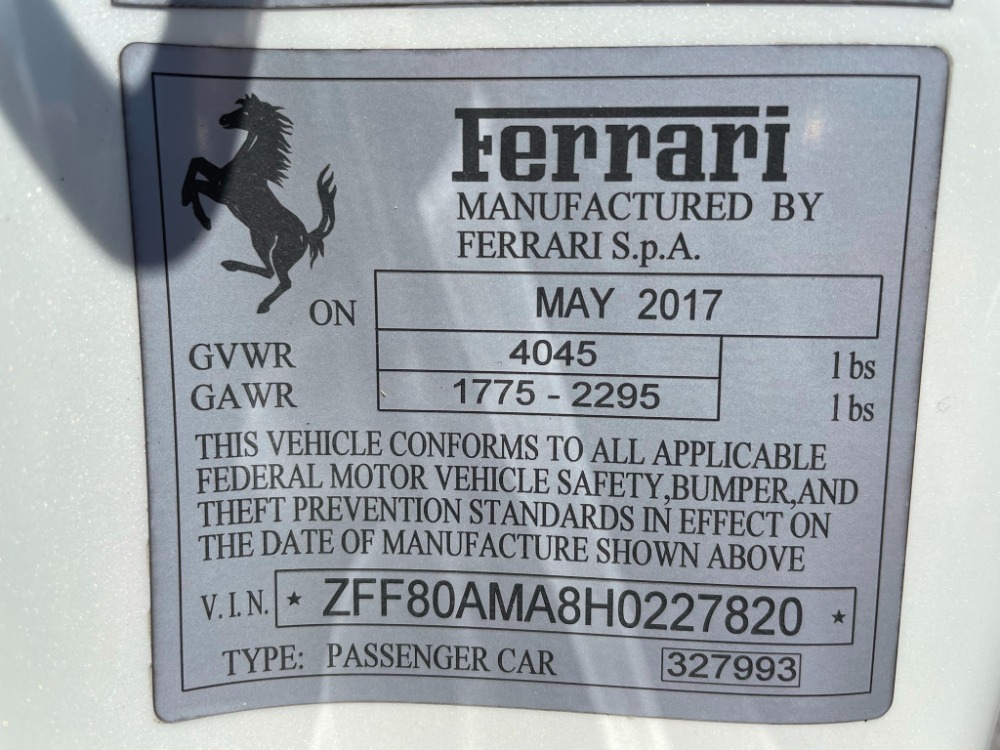 Ferrari
MANUFACTURED BY
FERRARI S.p.A.
ON MAY 2017
GVWR 4045 lbs
GAWR 1775 - 2295 lbs
THIS VEHICLE CONFORMS TO ALL APPLICABLE
FEDERAL MOTOR VEHICLE SAFETY,BUMPER,AND
THEFT PREVENTION STANDARDS IN EFFECT ON
THE DATE OF MANUFACTURE SHOWN ABOVE
V.I.N. * ZFF80AMA8H0227820 *
TYPE: PASSENGER CAR 327993